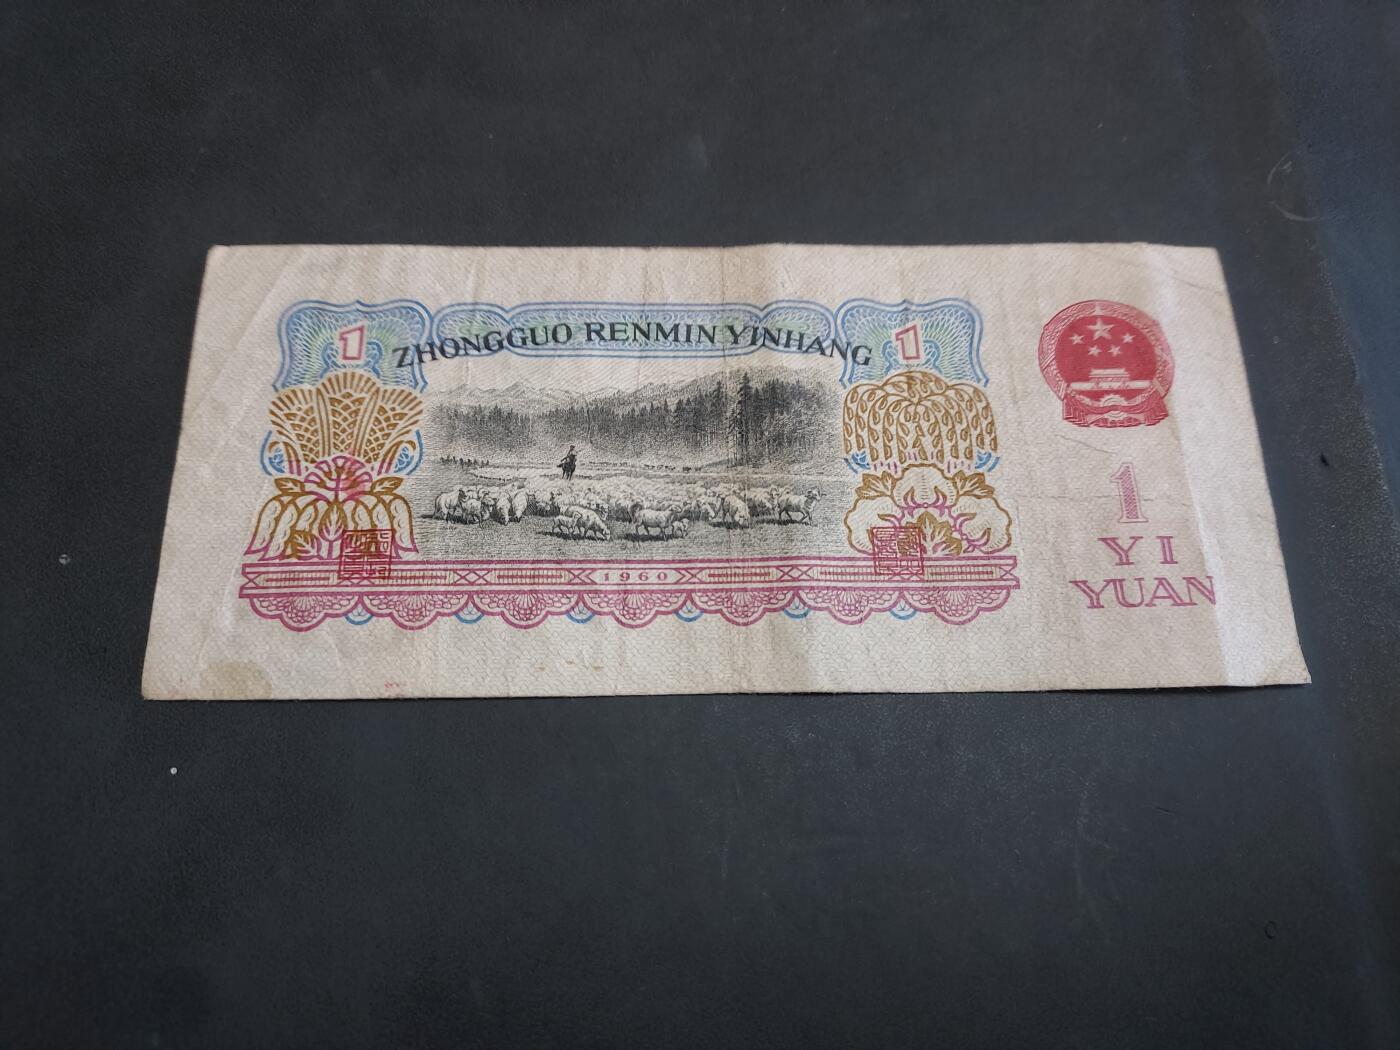 ZHONGGUO RENMIN YINHANG
1
1
1960
1
YI
YUAN